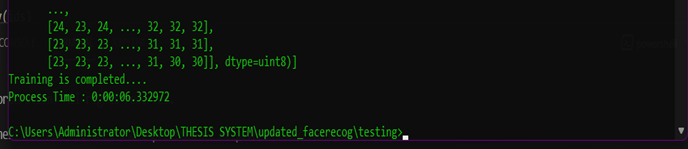 ...,
[24, 23, 24, ..., 32, 32, 32],
[23, 23, 23, ..., 31, 31, 31],
[23, 23, 23, ..., 31, 30, 30]], dtype=uint8)]
Training is completed....
Process Time : 0:00:06.332972
C:\Users\Administrator\Desktop\THESIS SYSTEM\updated_facerecog\testing>